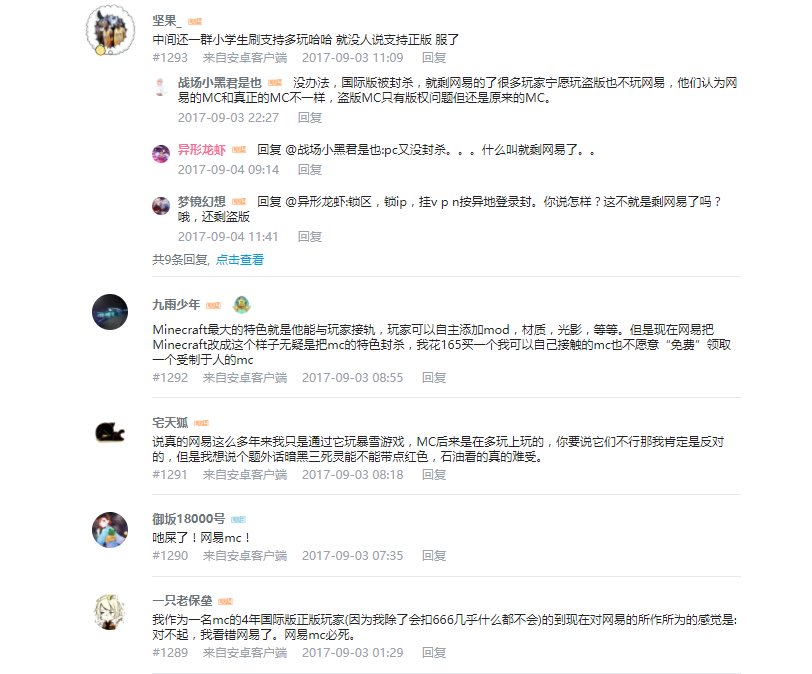 坚果_
中间还一群小学生刷支持多玩哈哈 就没人说支持正版 服了
#1293 来自安卓客户端 2017-09-03 11:09 回复
战场小黑君是也 没办法，国际版被封杀，就剩网易的了很多玩家宁愿玩盗版也不玩网易，他们认为网
易的MC和真正的MC不一样，盗版MC只有版权问题但还是原来的MC。
2017-09-03 22:27 回复
异形龙虾 回复 @战场小黑君是也:pc又没封杀。。。什么叫就剩网易了。。
2017-09-04 09:14 回复
梦镜幻想 回复 @异形龙虾:锁区，锁ip，挂v p n按异地登录封。你说怎样？这不就是剩网易了吗？
哦，还剩盗版
2017-09-04 11:41 回复
共9条回复, 点击查看
九雨少年
Minecraft最大的特色就是他能与玩家接轨，玩家可以自主添加mod，材质，光影，等等。但是现在网易把
Minecraft改成这个样子无疑是把mc的特色封杀，我花165买一个我可以自己接触的mc也不愿意“免费”领取
一个受制于人的mc
#1292 来自安卓客户端 2017-09-03 08:55 回复
宅天狐
说真的网易这么多年来我只是通过它玩暴雪游戏，MC后来是在多玩上玩的，你要说它们不行那我肯定是反对
的，但是我想说个题外话暗黑三死灵能不能带点红色，石油看的真的难受。
#1291 来自安卓客户端 2017-09-03 08:18 回复
御坂18000号
吔屎了！网易mc！
#1290 来自安卓客户端 2017-09-03 07:35 回复
一只老保垒
我作为一名mc的4年国际版正版玩家(因为我除了会扣666几乎什么都不会)的到现在对网易的所作所为的感觉是:
对不起，我看错网易了。网易mc必死。
#1289 来自安卓客户端 2017-09-03 01:29 回复